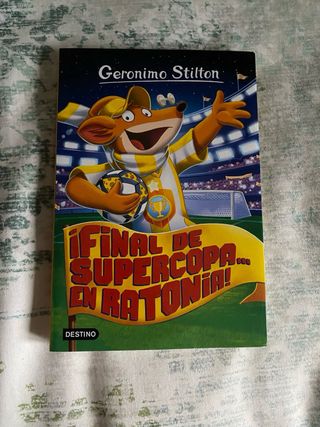 Geronimo Stilton
¡FINAL DE
SUPERCOPA...
EN RATONIA!
DESTINO